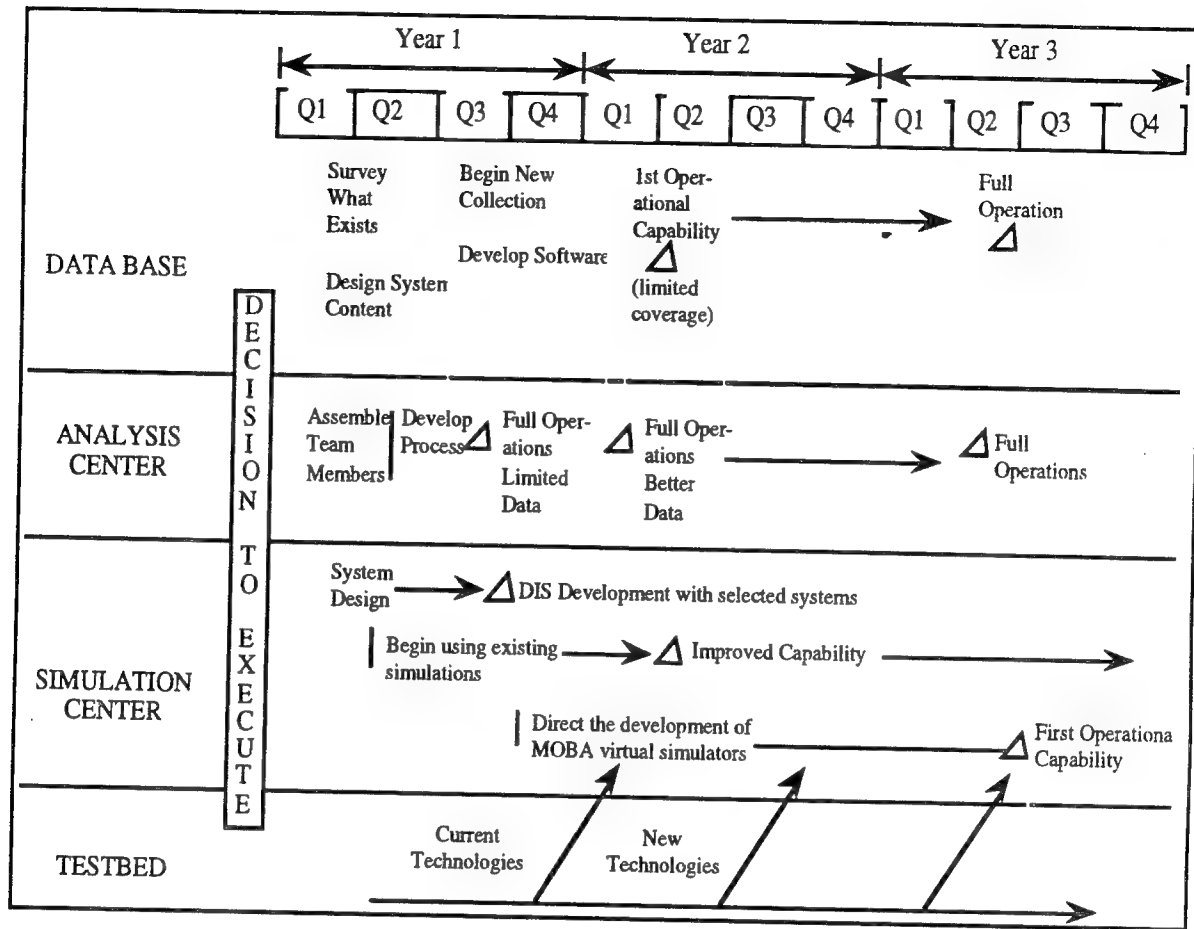 Year 1 Year 2 Year 3
Q1 Q2 Q3 Q4 Q1 Q2 Q3 Q4 Q1 Q2 Q3 Q4
DATA BASE
Survey
What
Exists
Design System
Content
Begin New
Collection
Develop Software
1st Oper-
ational
Capability
(limited
coverage)
Full
Operation
DECISION TO EXECUTE
ANALYSIS
CENTER
Assemble
Team
Members
Develop
Process
Full Oper-
ations
Limited
Data
Full Oper-
ations
Better
Data
Full
Operations
SIMULATION
CENTER
System
Design
DIS Development with selected systems
Begin using existing
simulations
Improved Capability
Direct the development of
MOBA virtual simulators
First Operationa
Capability
TESTBED
Current
Technologies
New
Technologies